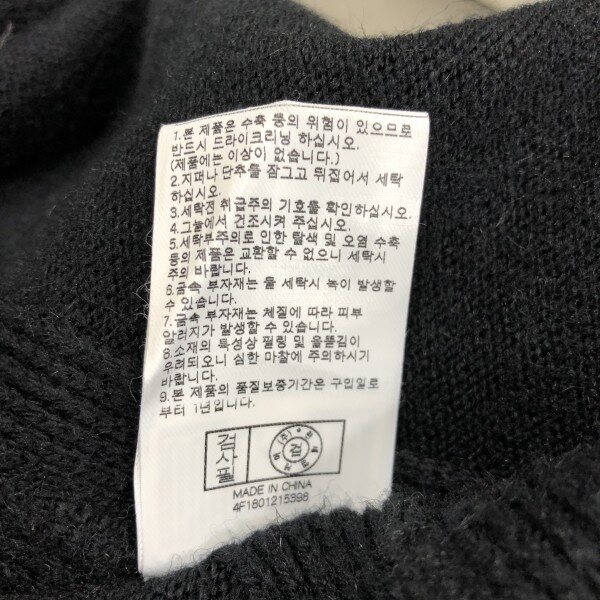 1.본 제품은 수축 등의 위험이 있으므로
반드시 드라이크리닝 하십시오.
(제품에는 이상이 없습니다.)
2.지퍼나 단추를 잠그고 뒤집어서 세탁
하십시오.
3.세탁전 취급주의 기호를 확인하십시오.
4.그늘에서 건조시켜 주십시오.
5.세탁부주의로 인한 탈색 및 오염 수축
등의 제품은 교환할 수 없으니 세탁시
주의 바랍니다.
6.금속 부자재는 물 세탁시 녹이 발생할
수 있습니다.
7.금속 부자재는 체질에 따라 피부
알러지가 발생할 수 있습니다.
8.소재의 특성상 필링 및 올뜯김이
우려되오니 심한 마찰에 주의하시기
바랍니다.
9.본 제품의 품질보증기간은 구입일로
부터 1년입니다.
검사필
검
MADE IN CHINA
4F1801215398